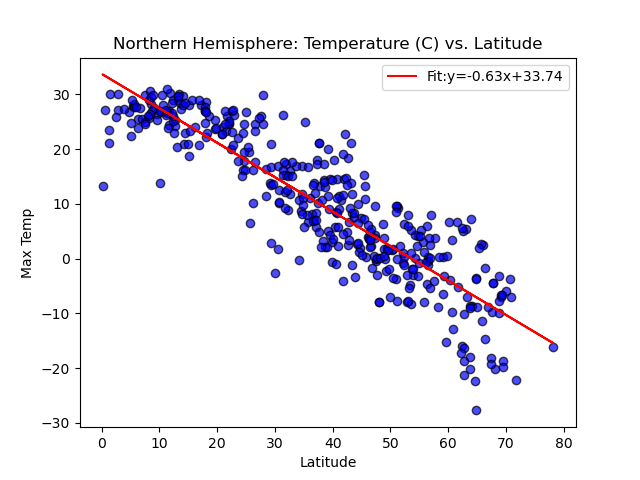 Northern Hemisphere: Temperature (C) vs. Latitude
Fit:y=-0.63x+33.74
30
20
10
0
−10
−20
−30
Max Temp
0 10 20 30 40 50 60 70 80
Latitude